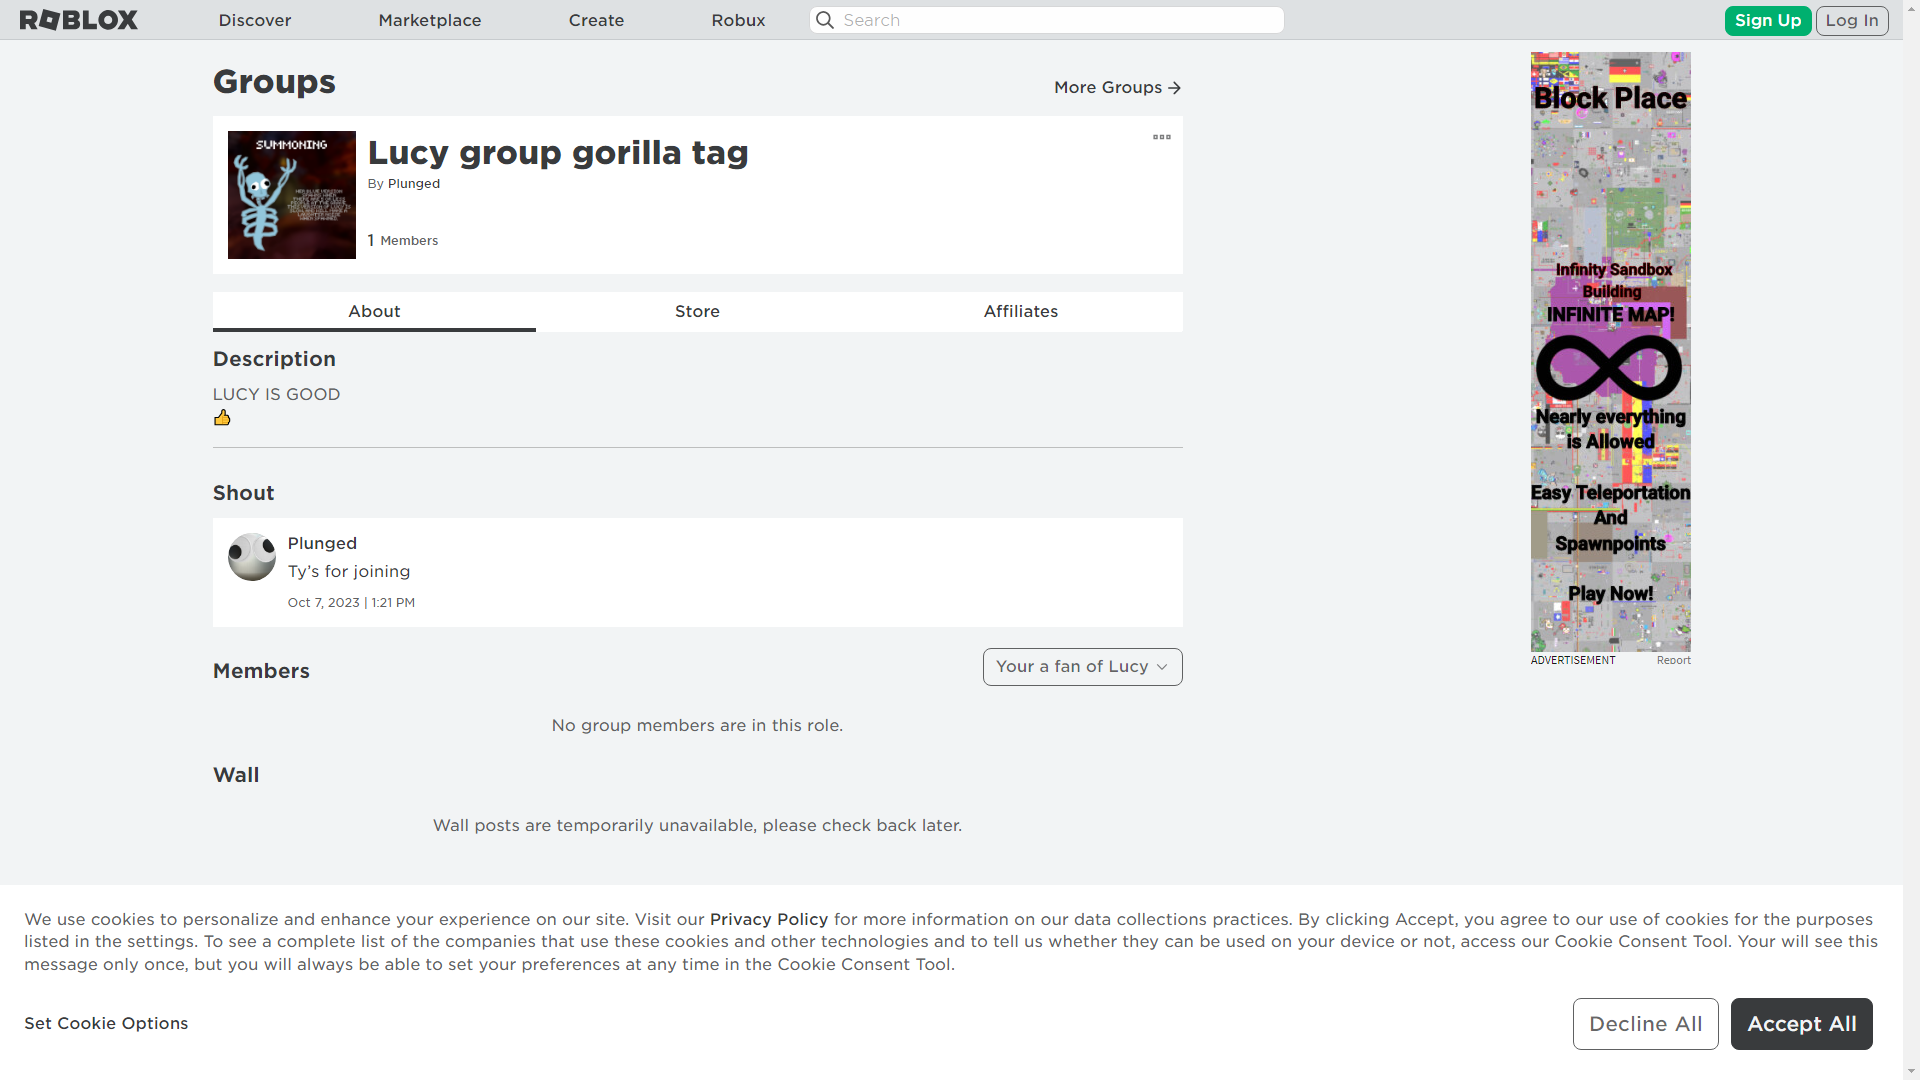 ROBLOX
Discover
Marketplace
Create
Robux
Search
Sign Up
Log In
Groups
More Groups
SUMMONING
Lucy group gorilla tag
By Plunged
1 Members
About
Store
Affiliates
Description
LUCY IS GOOD
👍
Shout
Plunged
Ty’s for joining
Oct 7, 2023 | 1:21 PM
Members
Your a fan of Lucy
No group members are in this role.
Wall
Wall posts are temporarily unavailable, please check back later.
Block Place
Infinity Sandbox
Building
INFINITE MAP!
Nearly everything
is Allowed
Easy Teleportation
And
Spawnpoints
Play Now!
ADVERTISEMENT
Report
We use cookies to personalize and enhance your experience on our site. Visit our Privacy Policy for more information on our data collections practices. By clicking Accept, you agree to our use of cookies for the purposes
listed in the settings. To see a complete list of the companies that use these cookies and other technologies and to tell us whether they can be used on your device or not, access our Cookie Consent Tool. Your will see this
message only once, but you will always be able to set your preferences at any time in the Cookie Consent Tool.
Set Cookie Options
Decline All
Accept All